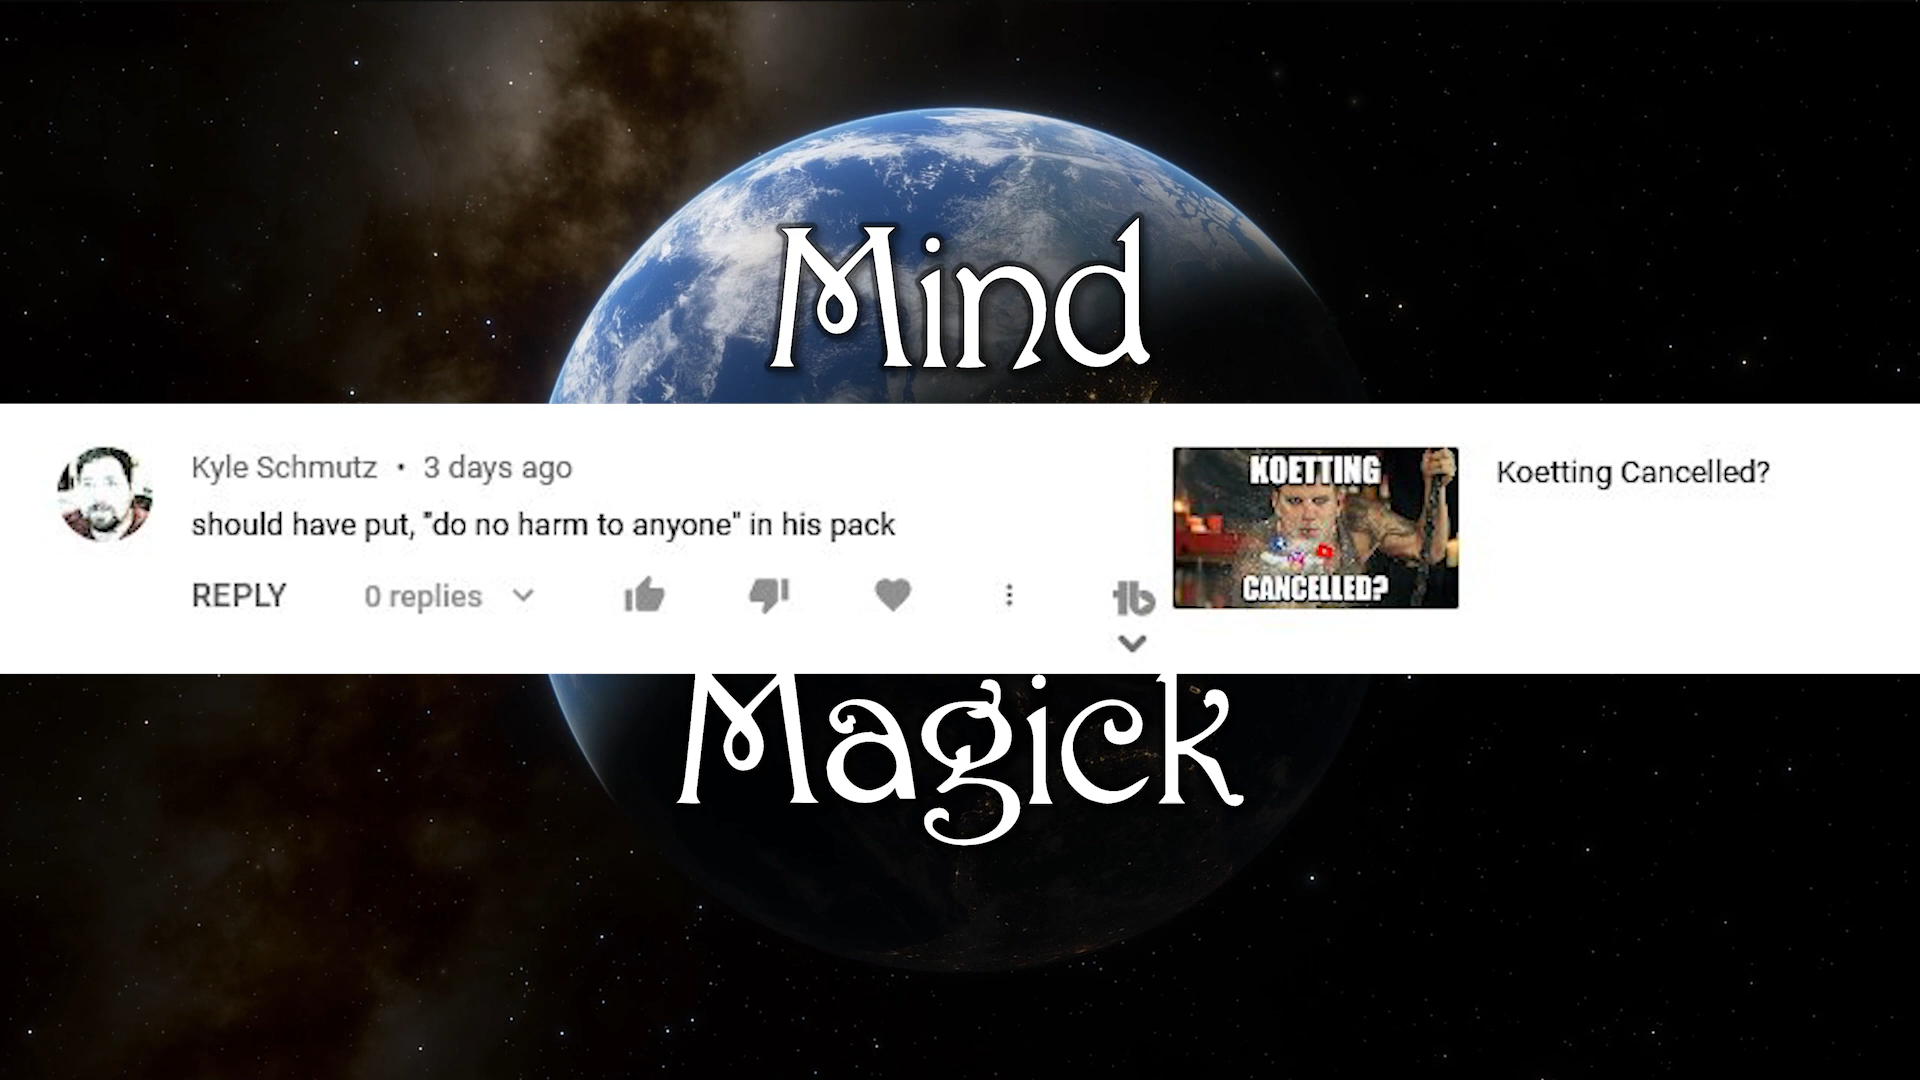 Mind
Kyle Schmutz • 3 days ago
should have put, "do no harm to anyone" in his pack
REPLY
0 replies
KOETTING
CANCELLED?
Koetting Cancelled?
Magick